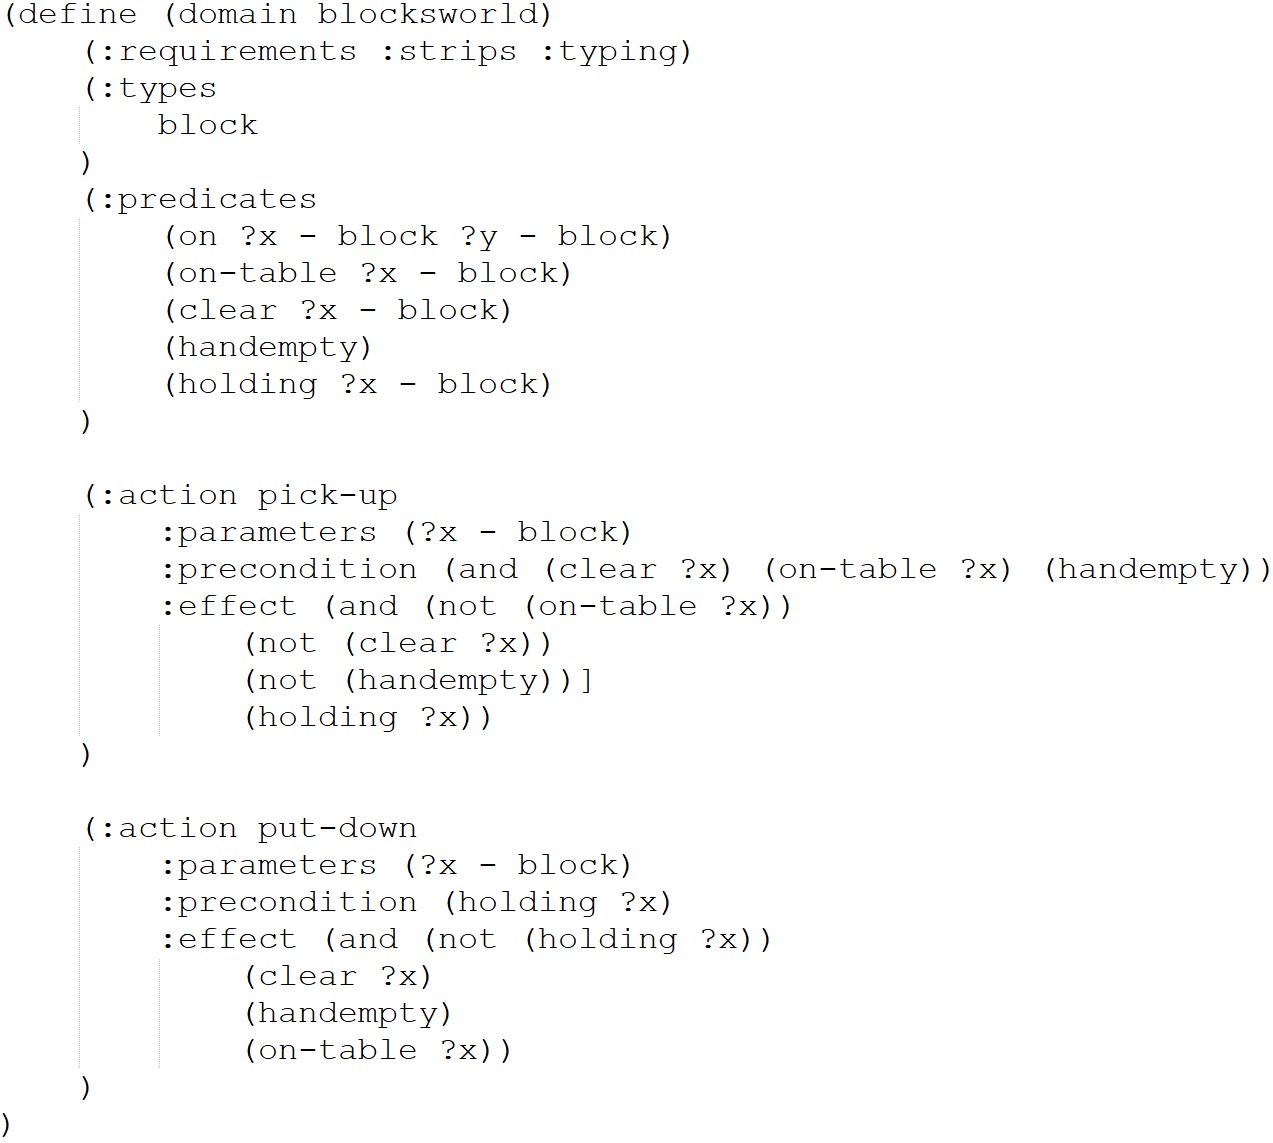 (define (domain blocksworld)
    (:requirements :strips :typing)
    (:types
        block
    )
    (:predicates
        (on ?x - block ?y - block)
        (on-table ?x - block)
        (clear ?x - block)
        (handempty)
        (holding ?x - block)
    )

    (:action pick-up
        :parameters (?x - block)
        :precondition (and (clear ?x) (on-table ?x) (handempty))
        :effect (and (not (on-table ?x))
            (not (clear ?x))
            (not (handempty))]
            (holding ?x))
    )

    (:action put-down
        :parameters (?x - block)
        :precondition (holding ?x)
        :effect (and (not (holding ?x))
            (clear ?x)
            (handempty)
            (on-table ?x))
    )
)